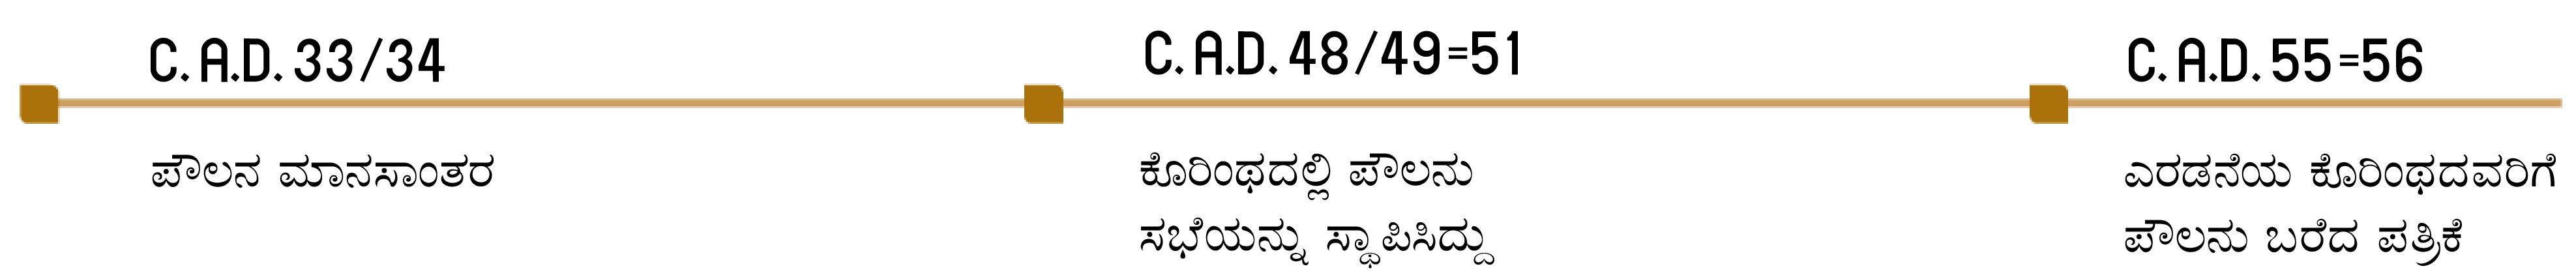 C. A.D. 33/34
ಪೌಲನ ಮಾನಸಾಂತರ
C. A.D. 48/49=51
ಕೊರಿಂಥದಲ್ಲಿ ಪೌಲನು
ಸಭೆಯನ್ನು ಸ್ಥಾಪಿಸಿದ್ದು
C. A.D. 55=56
ಎರಡನೆಯ ಕೊರಿಂಥದವರಿಗೆ
ಪೌಲನು ಬರೆದ ಪತ್ರಿಕೆ